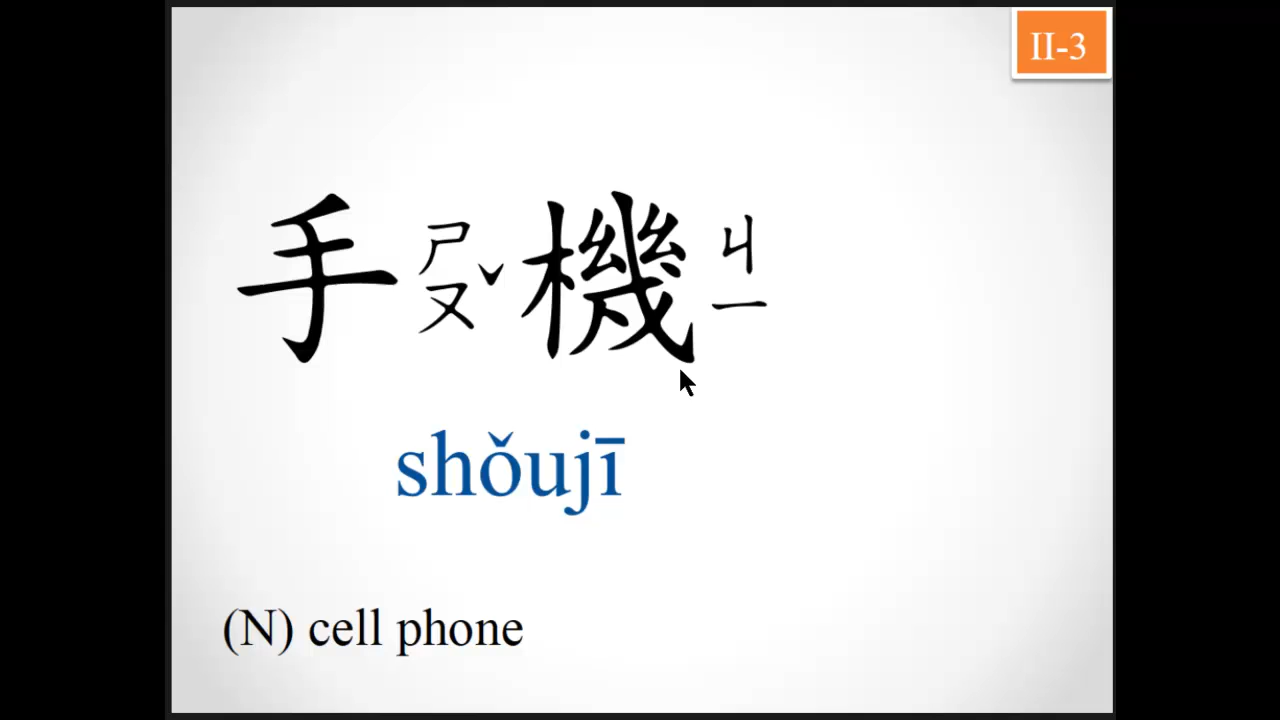 II-3
手ㄕㄡˇ機ㄐㄧ
shǒujī
(N) cell phone